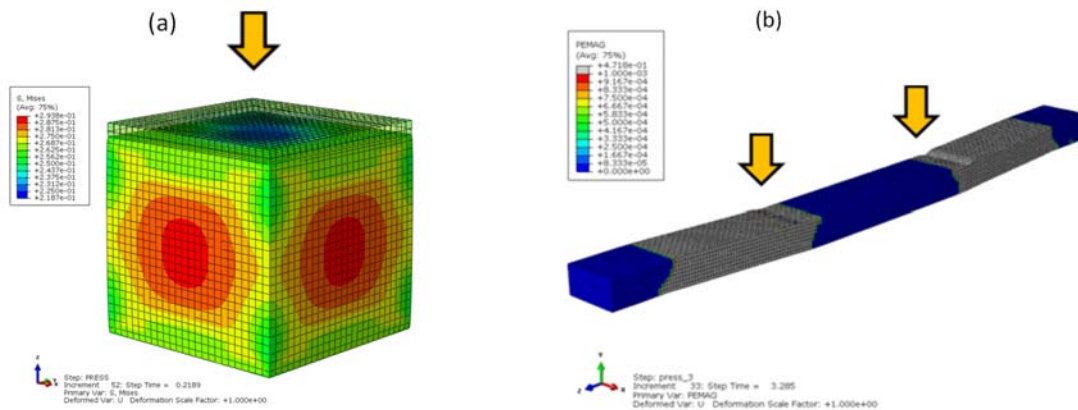 (a)
S, Mises
(Avg: 75%)
+2.938e-01
+2.875e-01
+2.813e-01
+2.750e-01
+2.687e-01
+2.625e-01
+2.562e-01
+2.500e-01
+2.437e-01
+2.375e-01
+2.312e-01
+2.250e-01
+2.187e-01
Z
Step: PRESS
Increment 52: Step Time = 0.2189
Primary Var: S, Mises
Deformed Var: U Deformation Scale Factor: +1.000e+00
(b)
PEMAG
(Avg: 75%)
+4.718e-01
+1.000e-03
+9.167e-04
+8.333e-04
+7.500e-04
+6.667e-04
+5.833e-04
+5.000e-04
+4.167e-04
+3.333e-04
+2.500e-04
+1.667e-04
+8.333e-05
+0.000e+00
Y
Z
X
Step: press_3
Increment 33: Step Time = 3.285
Primary Var: PEMAG
Deformed Var: U Deformation Scale Factor: +1.000e+00